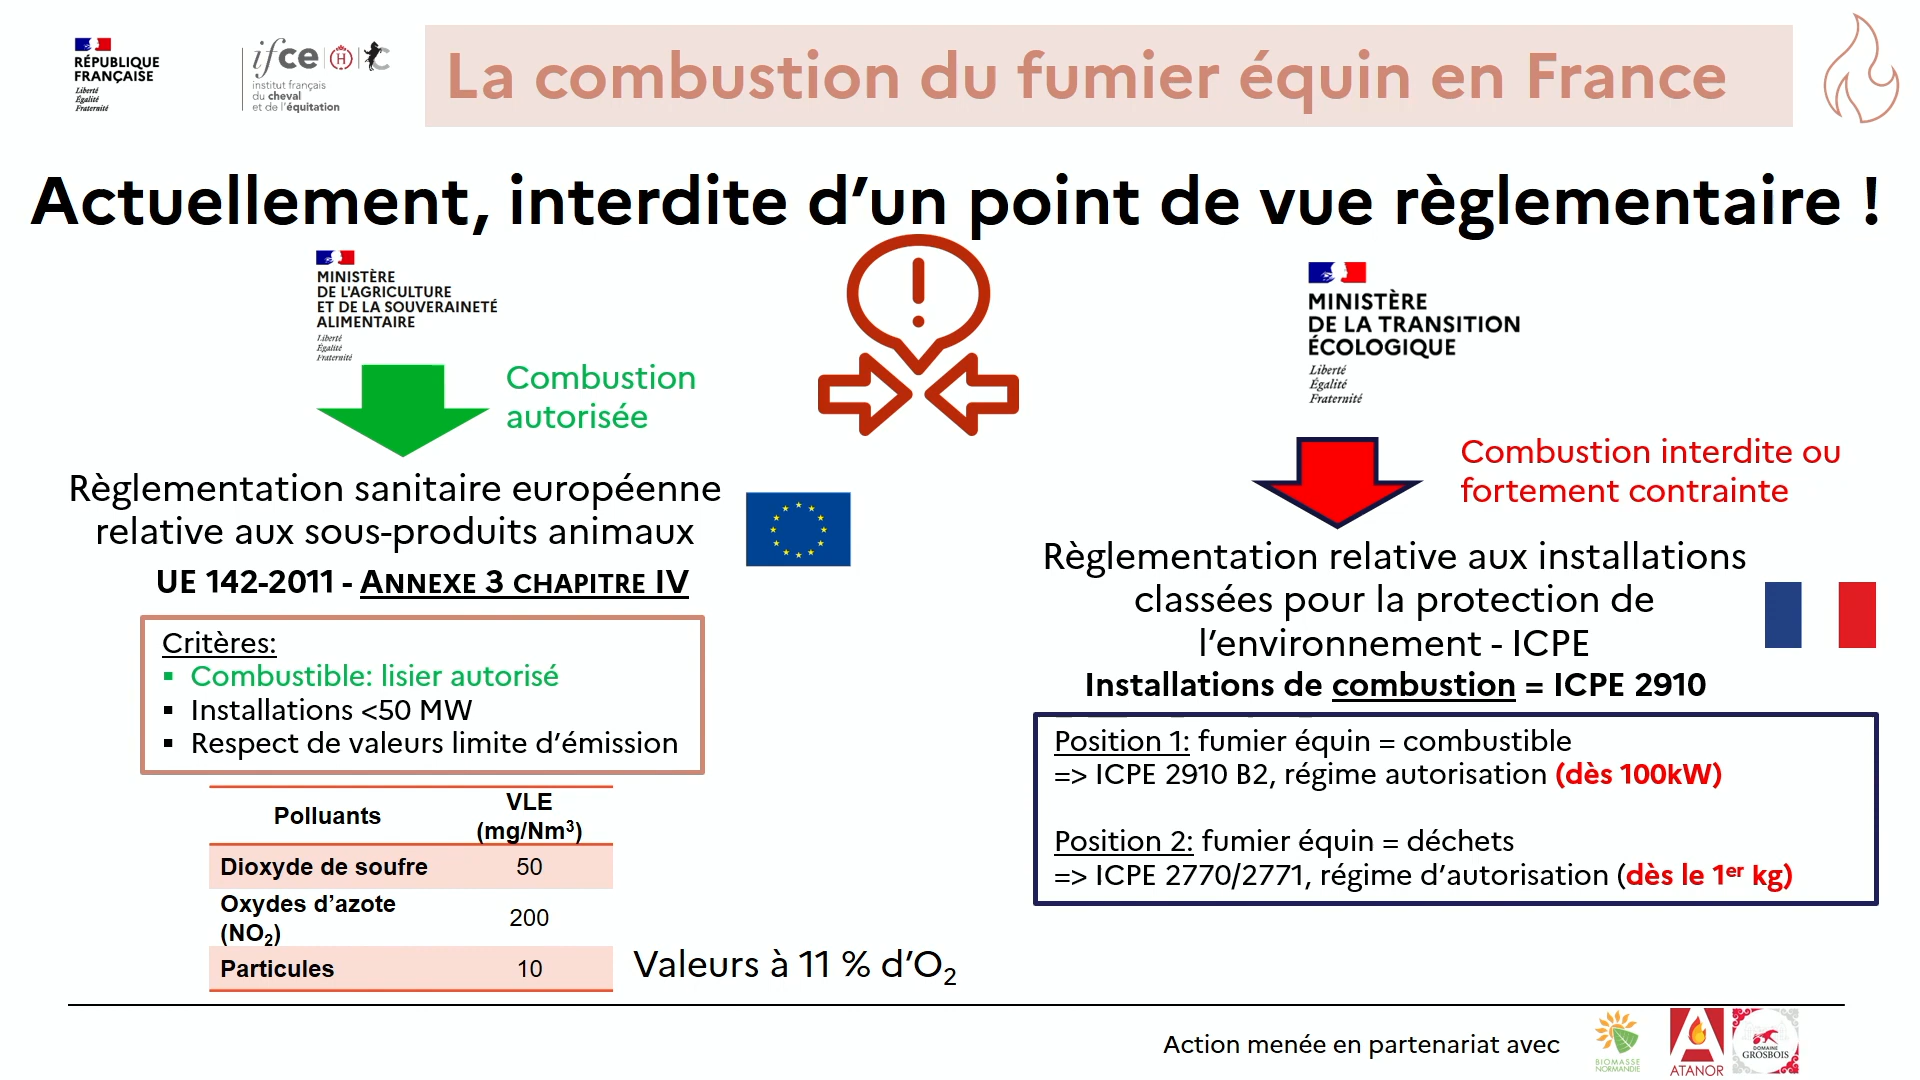 RÉPUBLIQUE
FRANÇAISE
Liberté
Égalité
Fraternité
ifce
institut français
du cheval
et de l'équitation
La combustion du fumier équin en France
Actuellement, interdite d'un point de vue règlementaire !
MINISTÈRE
DE L'AGRICULTURE
ET DE LA SOUVERAINETÉ
ALIMENTAIRE
Liberté
Égalité
Fraternité
Combustion
autorisée
Règlementation sanitaire européenne
relative aux sous-produits animaux
UE 142-2011 - ANNEXE 3 CHAPITRE IV
Critères:
▪ Combustible: lisier autorisé
▪ Installations <50 MW
▪ Respect de valeurs limite d'émission
Polluants VLE
(mg/Nm³)
Dioxyde de soufre 50
Oxydes d'azote
(NO₂) 200
Particules 10
Valeurs à 11 % d'O₂
MINISTÈRE
DE LA TRANSITION
ÉCOLOGIQUE
Liberté
Égalité
Fraternité
Combustion interdite ou
fortement contrainte
Règlementation relative aux installations
classées pour la protection de
l'environnement - ICPE
Installations de combustion = ICPE 2910
Position 1: fumier équin = combustible
=> ICPE 2910 B2, régime autorisation (dès 100kW)
Position 2: fumier équin = déchets
=> ICPE 2770/2771, régime d'autorisation (dès le 1er kg)
Action menée en partenariat avec
BIOMASSE
NORMANDIE
ATANOR
DOMAINE
GROSBOIS